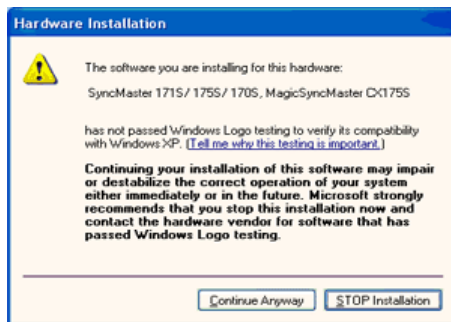 Hardware Installation
The software you are installing for this hardware:
SyncMaster 171S/ 175S/ 170S, MagicSyncMaster CX175S
has not passed Windows Logo testing to verify its compatibility
with Windows XP. (Tell me why this testing is important.)
Continuing your installation of this software may impair
or destabilize the correct operation of your system
either immediately or in the future. Microsoft strongly
recommends that you stop this installation now and
contact the hardware vendor for software that has
passed Windows Logo testing.
Continue Anyway
STOP Installation